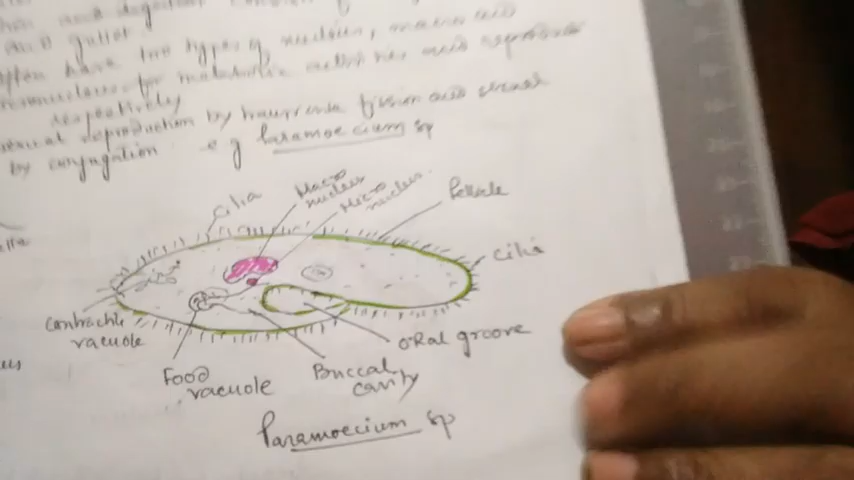 and gullet
often have two types of nucleus, macro and
micronucleus for metabolic activities and reproduction
respectively
sexual reproduction by transverse fission and sexual
by conjugation. e g Paramoecium sp
Cilia
Macro nucleus
Micro nucleus
Pellicle
Cilia
Contractile vacuole
Oral groove
Food vacuole
Buccal cavity
Paramoecium sp